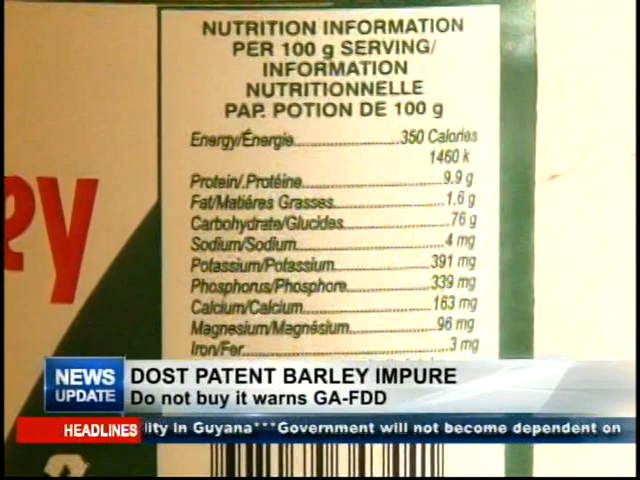 NUTRITION INFORMATION
PER 100 g SERVING/
INFORMATION
NUTRITIONNELLE
PAP. POTION DE 100 g
Energy/Énergie..........350 Calories
1460 k
Protein/.Protéine..........9.9 g
Fat/Matiéres Grasses..........1.6 g
Carbohydrate/Glucides..........76 g
Sodium/Sodium..........4 mg
Potassium/Potassium..........391 mg
Phosphorus/Phosphore..........339 mg
Calcium/Calcium..........163 mg
Magnesium/Magnésium..........96 mg
Iron/Fer..........3 mg
ey
NEWS
UPDATE
DOST PATENT BARLEY IMPURE
Do not buy it warns GA-FDD
HEADLINES
lity In Guyana***Government will not become dependent on